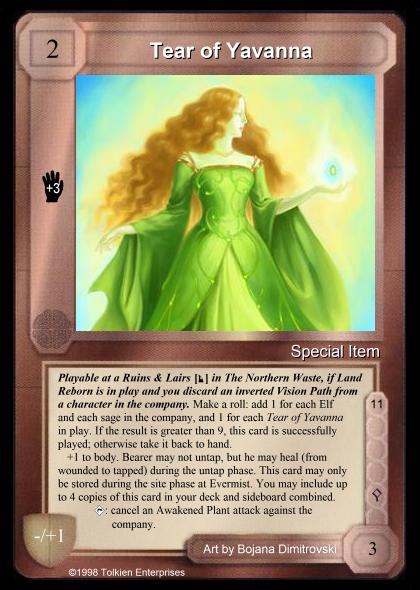 2
Tear of Yavanna
+3
Special Item
Playable at a Ruins & Lairs [] in The Northern Waste, if Land
Reborn is in play and you discard an inverted Vision Path from
a character in the company. Make a roll: add 1 for each Elf
and each sage in the company, and 1 for each Tear of Yavanna
in play. If the result is greater than 9, this card is successfully
played; otherwise take it back to hand.
+1 to body. Bearer may not untap, but he may heal (from
wounded to tapped) during the untap phase. This card may only
be stored during the site phase at Evermist. You may include up
to 4 copies of this card in your deck and sideboard combined.
: cancel an Awakened Plant attack against the
company.
11
-/+1
Art by Bojana Dimitrovski
3
©1998 Tolkien Enterprises